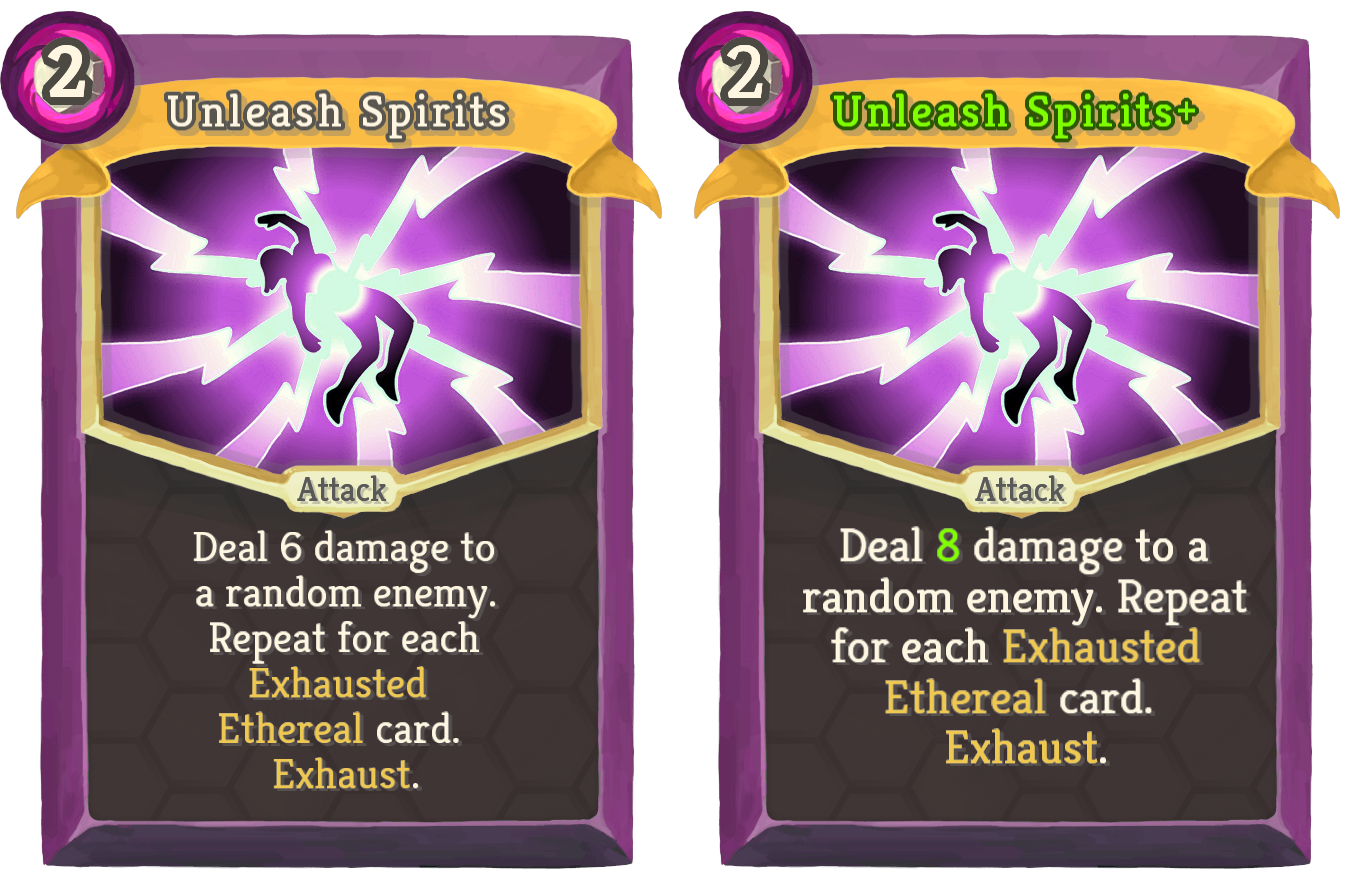 2
Unleash Spirits
Attack
Deal 6 damage to
a random enemy.
Repeat for each
Exhausted
Ethereal card.
Exhaust.
2
Unleash Spirits+
Attack
Deal 8 damage to a
random enemy. Repeat
for each Exhausted
Ethereal card.
Exhaust.